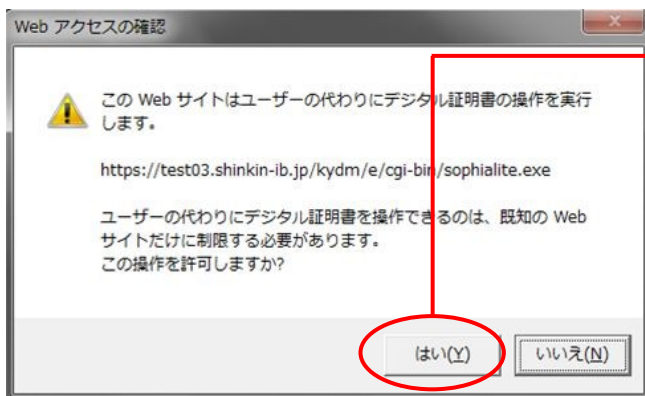 Web アクセスの確認
この Web サイトはユーザーの代わりにデジタル証明書の操作を実行
します。
https://test03.shinkin-ib.jp/kydm/e/cgi-bin/sophialite.exe
ユーザーの代わりにデジタル証明書を操作できるのは、既知の Web
サイトだけに制限する必要があります。
この操作を許可しますか?
はい(Y) いいえ(N)